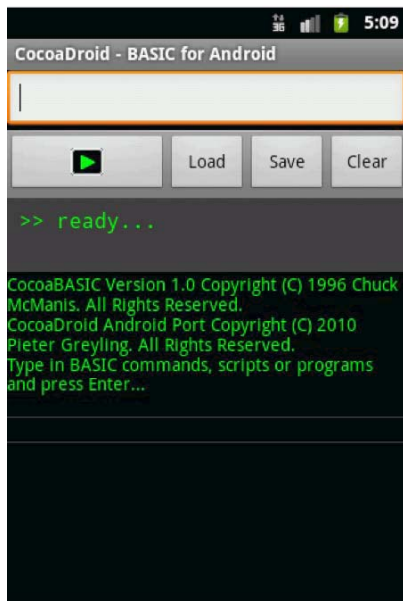 3G 5:09
CocoaDroid - BASIC for Android
Load Save Clear
>> ready...
CocoaBASIC Version 1.0 Copyright (C) 1996 Chuck
McManis. All Rights Reserved.
CocoaDroid Android Port Copyright (C) 2010
Pieter Greyling. All Rights Reserved.
Type in BASIC commands, scripts or programs
and press Enter...